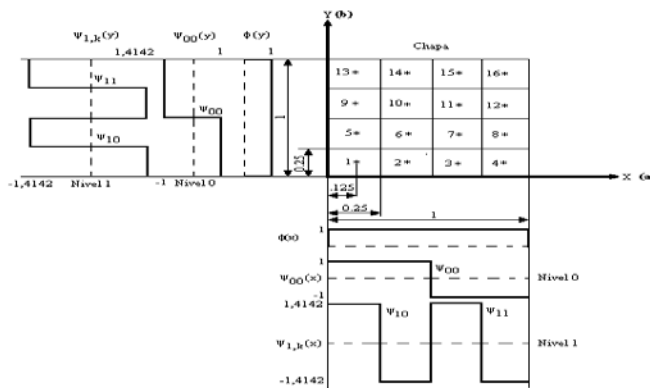 Y (b)
Ψ1,k(y) Ψ00(y) Φ(y)
1,4142 1 1
Chapa
Ψ11
Ψ00
Ψ10
-1,4142 Nivel 1 -1 Nivel 0
1
0.25
13* 14* 15* 16*
9* 10* 11* 12*
5* 6* 7* 8*
1* 2* 3* 4*
X
.125
0.25
1
1
Φ(x)
1
Ψ00
Ψ00(x) Nivel 0
-1
1,4142
Ψ10 Ψ11
Ψ1,k(x) Nivel 1
-1,4142